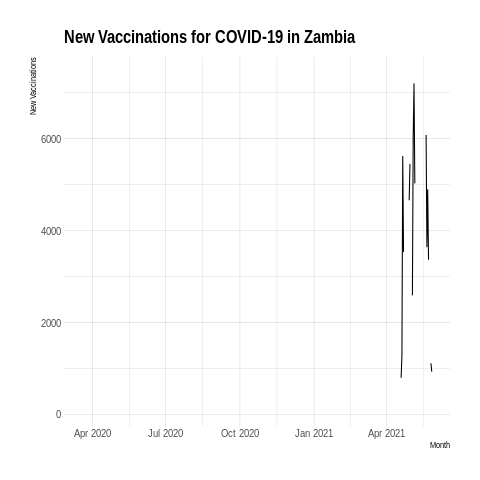 New Vaccinations for COVID-19 in Zambia
New Vaccinations
6000
4000
2000
0
Apr 2020
Jul 2020
Oct 2020
Jan 2021
Apr 2021
Month